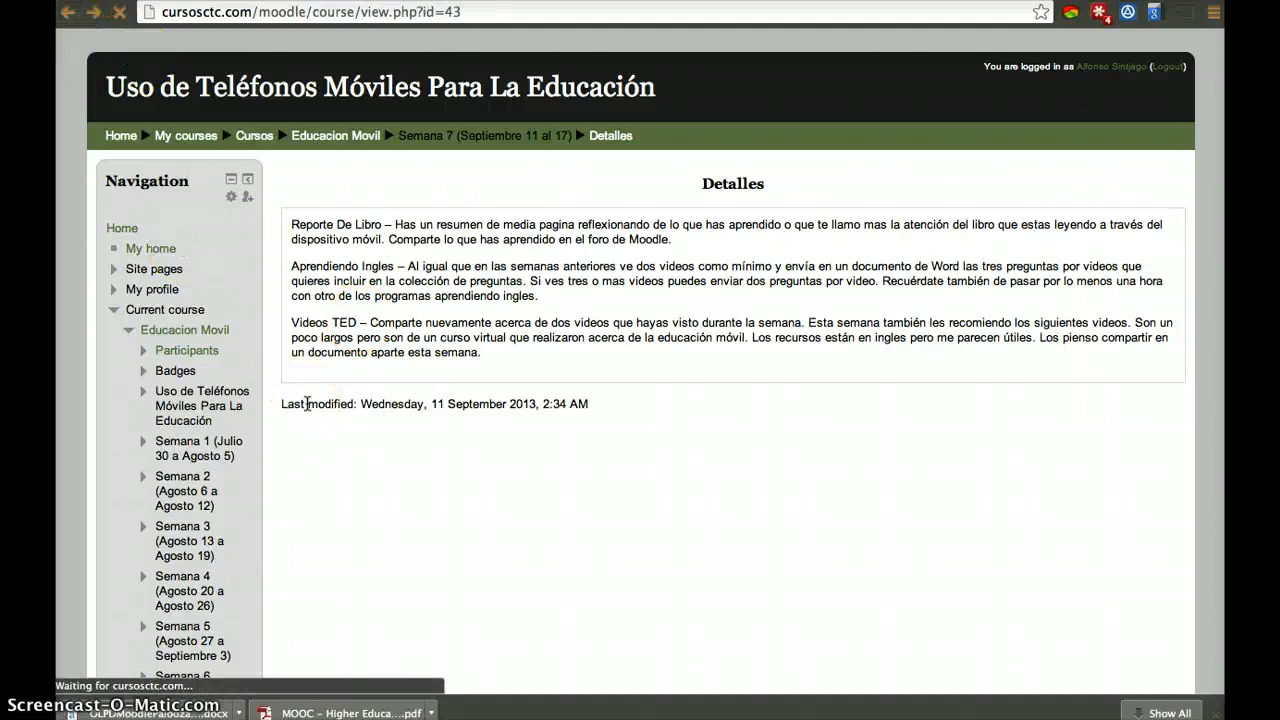 cursosctc.com/moodle/course/view.php?id=43
4
You are logged in as Alfonso Sintjago (Logout)
Uso de Teléfonos Móviles Para La Educación
Home My courses Cursos Educacion Movil Semana 7 (Septiembre 11 al 17) Detalles
Navigation
Home
My home
Site pages
My profile
Current course
Educacion Movil
Participants
Badges
Uso de Teléfonos
Móviles Para La
Educación
Semana 1 (Julio
30 a Agosto 5)
Semana 2
(Agosto 6 a
Agosto 12)
Semana 3
(Agosto 13 a
Agosto 19)
Semana 4
(Agosto 20 a
Agosto 26)
Semana 5
(Agosto 27 a
Septiembre 3)
Semana 6
Detalles
Reporte De Libro – Has un resumen de media pagina reflexionando de lo que has aprendido o que te llamo mas la atención del libro que estas leyendo a través del
dispositivo móvil. Comparte lo que has aprendido en el foro de Moodle.
Aprendiendo Ingles – Al igual que en las semanas anteriores ve dos videos como mínimo y envía en un documento de Word las tres preguntas por videos que
quieres incluir en la colección de preguntas. Si ves tres o mas videos puedes enviar dos preguntas por video. Recuérdate también de pasar por lo menos una hora
con otro de los programas aprendiendo ingles.
Videos TED – Comparte nuevamente acerca de dos videos que hayas visto durante la semana. Esta semana también les recomiendo los siguientes videos. Son un
poco largos pero son de un curso virtual que realizaron acerca de la educación móvil. Los recursos están en ingles pero me parecen útiles. Los pienso compartir en
un documento aparte esta semana.
Last modified: Wednesday, 11 September 2013, 2:34 AM
Waiting for cursosctc.com...
Screencast-O-Matic.com
MOOC – Higher Educa....pdf
Show All